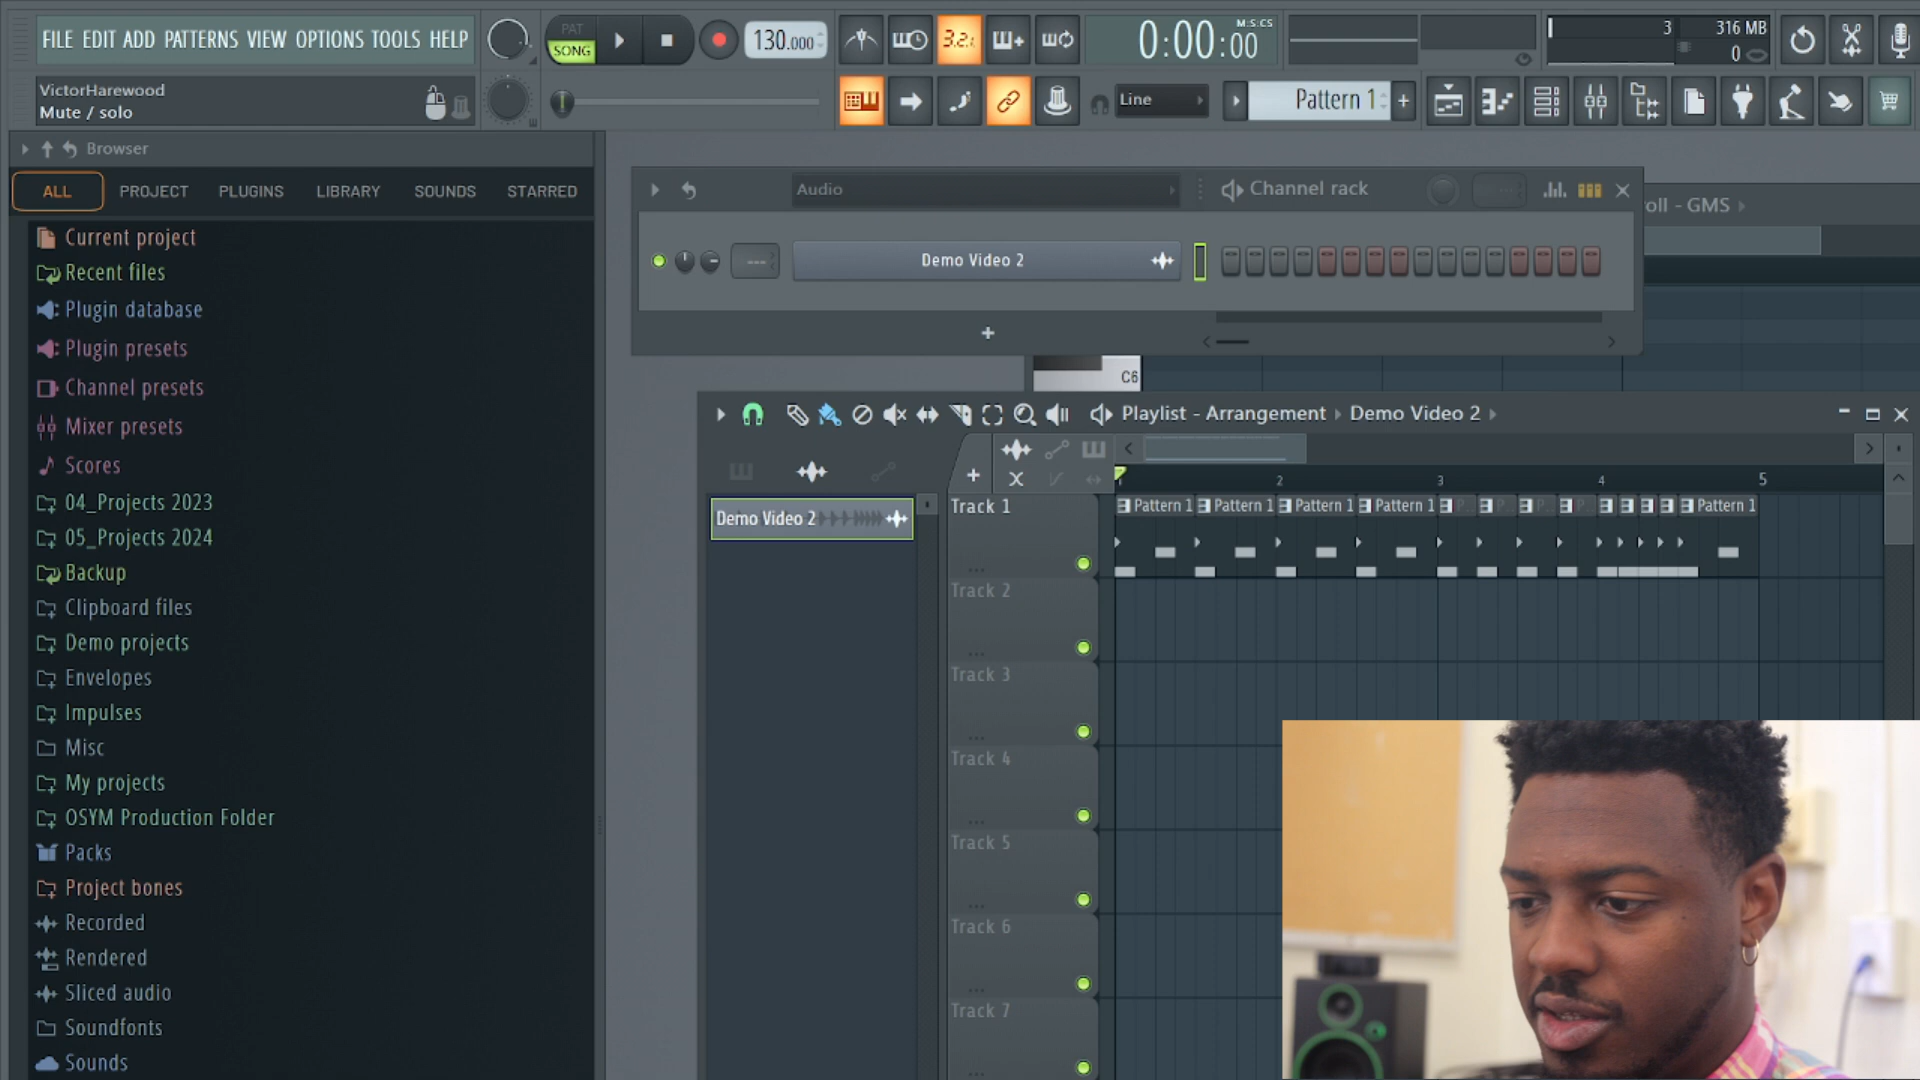 FILE EDIT ADD PATTERNS VIEW OPTIONS TOOLS HELP
PAT
SONG
130.000
3.2.
0:00:00
M:S:CS
3
316 MB
0
VictorHarewood
Mute / solo
Line
Pattern 1
+
Browser
ALL
PROJECT
PLUGINS
LIBRARY
SOUNDS
STARRED
Current project
Recent files
Plugin database
Plugin presets
Channel presets
Mixer presets
Scores
04_Projects 2023
05_Projects 2024
Backup
Clipboard files
Demo projects
Envelopes
Impulses
Misc
My projects
OSYM Production Folder
Packs
Project bones
Recorded
Rendered
Sliced audio
Soundfonts
Sounds
Audio
Channel rack
---
Demo Video 2
+
oll - GMS
C6
Playlist - Arrangement
Demo Video 2
Demo Video 2
+
2
3
4
5
Track 1
Pattern 1
Pattern 1
Pattern 1
Pattern 1
Pattern 1
Track 2
Track 3
Track 4
Track 5
Track 6
Track 7